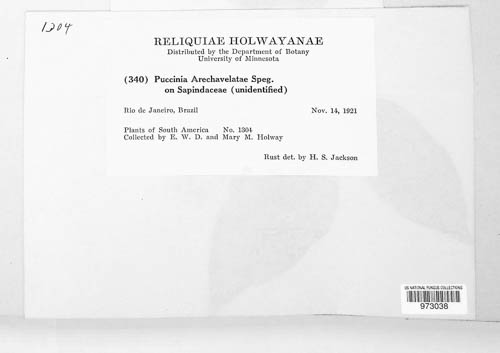 1204
RELIQUIAE HOLWAYANAE
Distributed by the Department of Botany
University of Minnesota
(340) Puccinia Arechavelatae Speg.
on Sapindaceae (unidentified)
Rio de Janeiro, Brazil Nov. 14, 1921
Plants of South America No. 1304
Collected by E. W. D. and Mary M. Holway
Rust det. by H. S. Jackson
US NATIONAL FUNGUS COLLECTIONS
973038